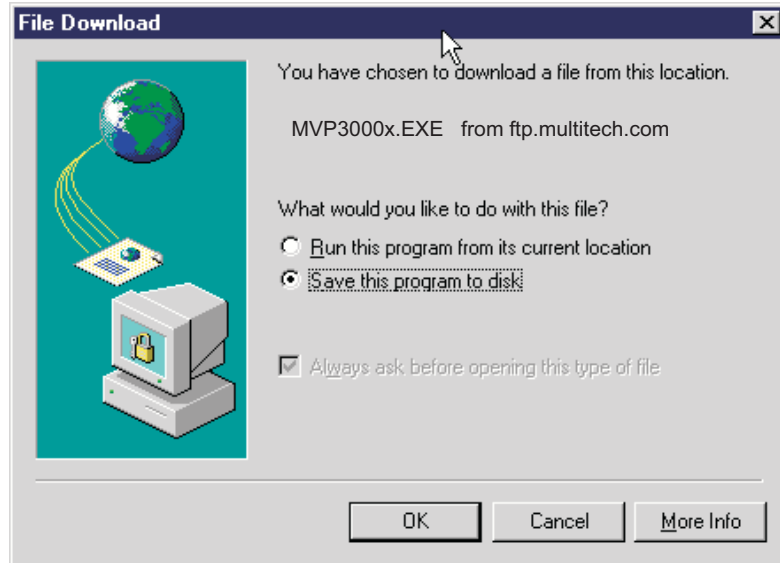 File Download
You have chosen to download a file from this location.
MVP3000x.EXE from ftp.multitech.com
What would you like to do with this file?
Run this program from its current location
Save this program to disk
Always ask before opening this type of file
OK
Cancel
More Info